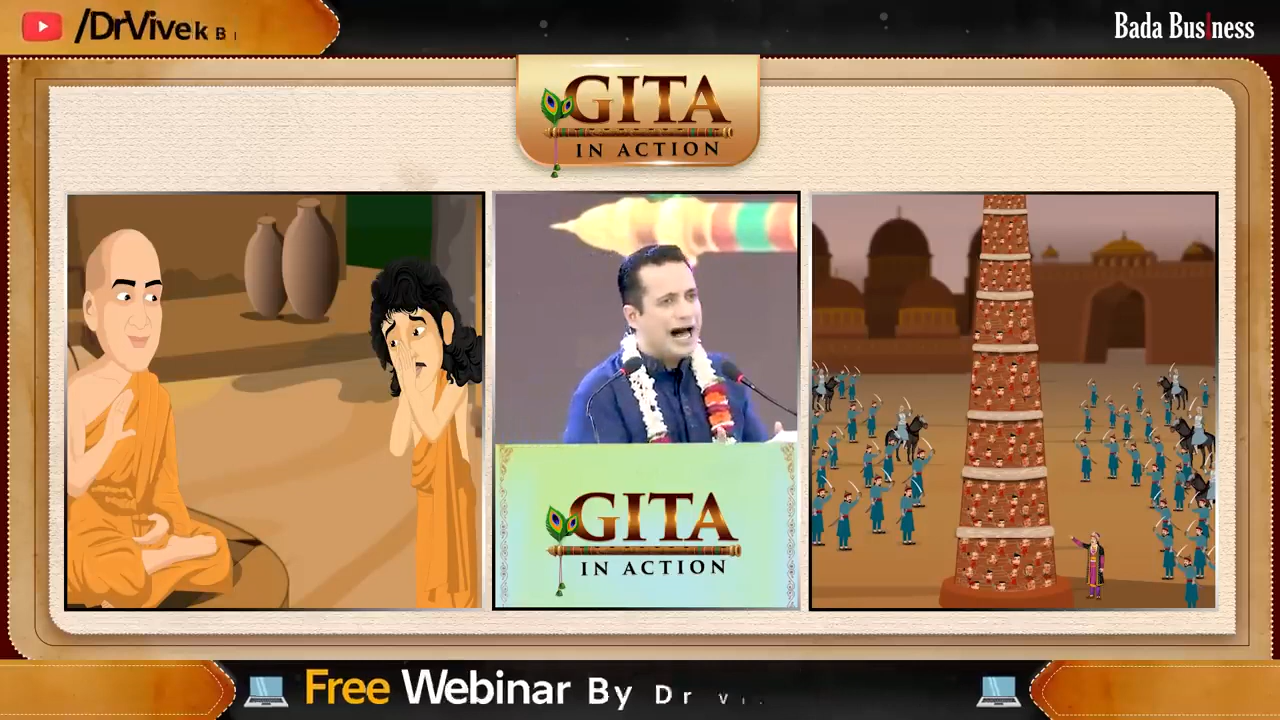 /DrVivek B
Bada Business
GITA
IN ACTION
GITA
IN ACTION
Free Webinar By Dr V